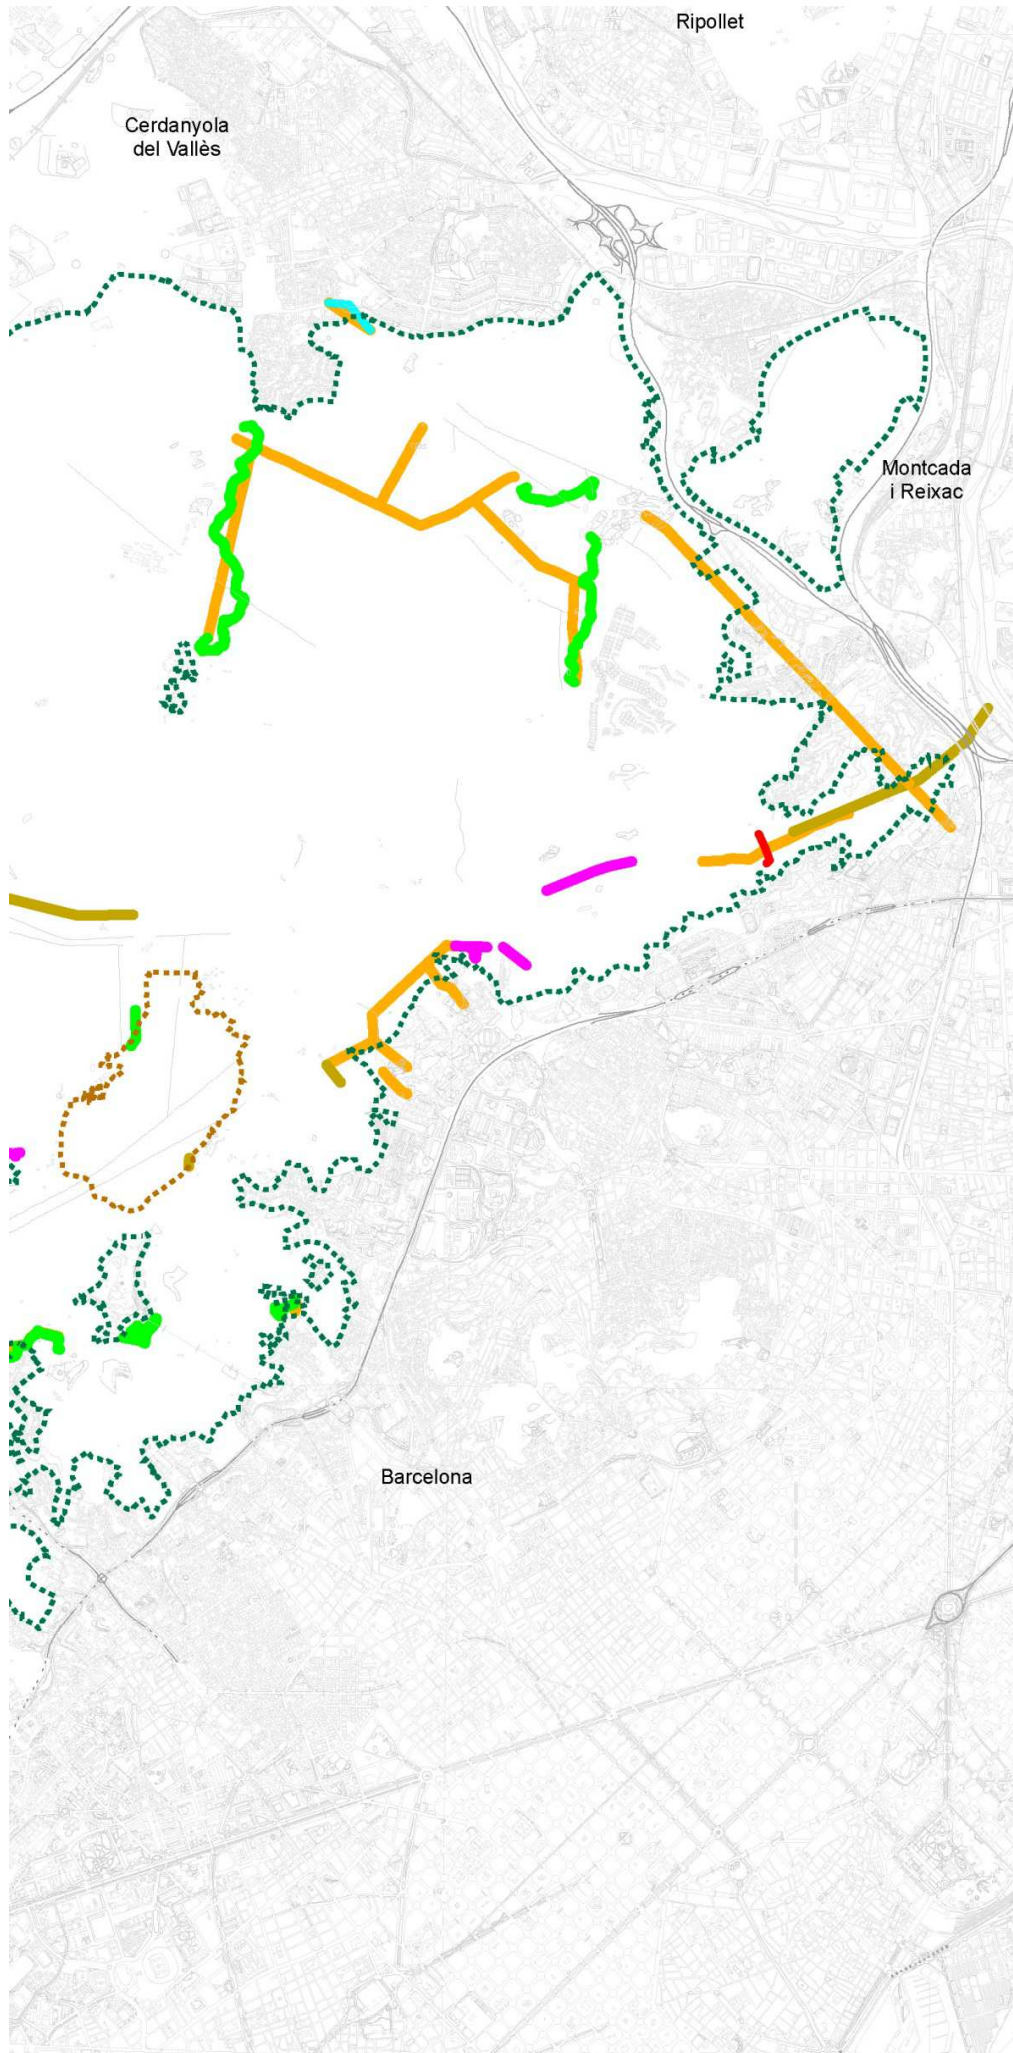 Ripollet
Cerdanyola
del Vallès
Montcada
i Reixac
Barcelona